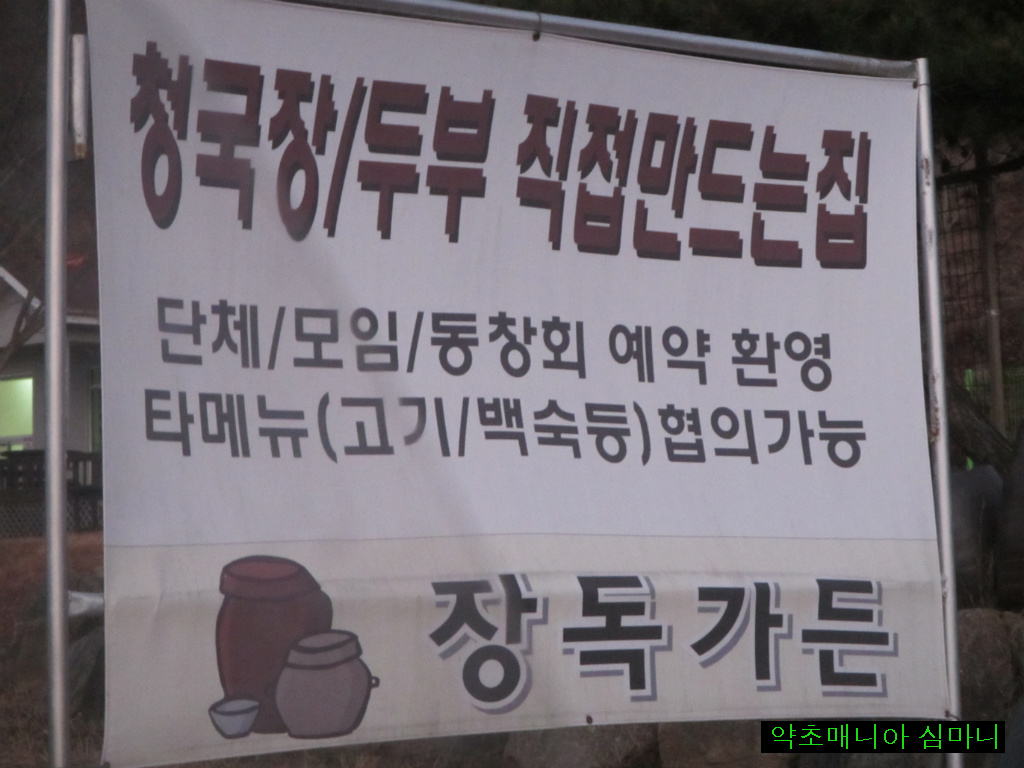 청국장/두부 직접만드는집
단체/모임/동창회 예약 환영
타메뉴(고기/백숙등)협의가능
장독가든
약초매니아 심마니